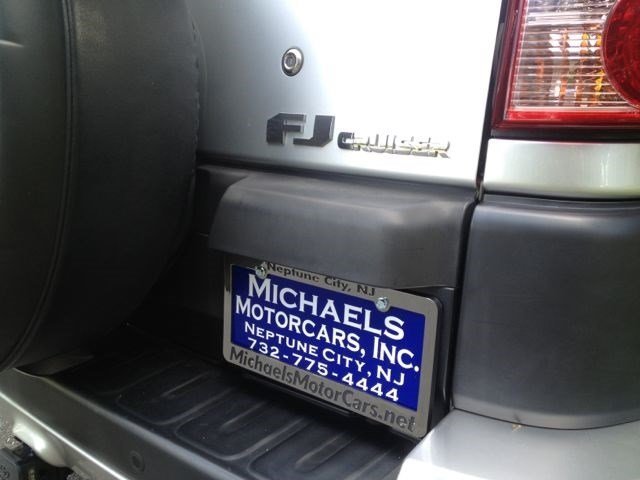 FJ CRUISER
Neptune City, NJ
MICHAELS
MOTORCARS, INC.
NEPTUNE CITY, NJ
732-775-4444
MichaelsMotorCars.net